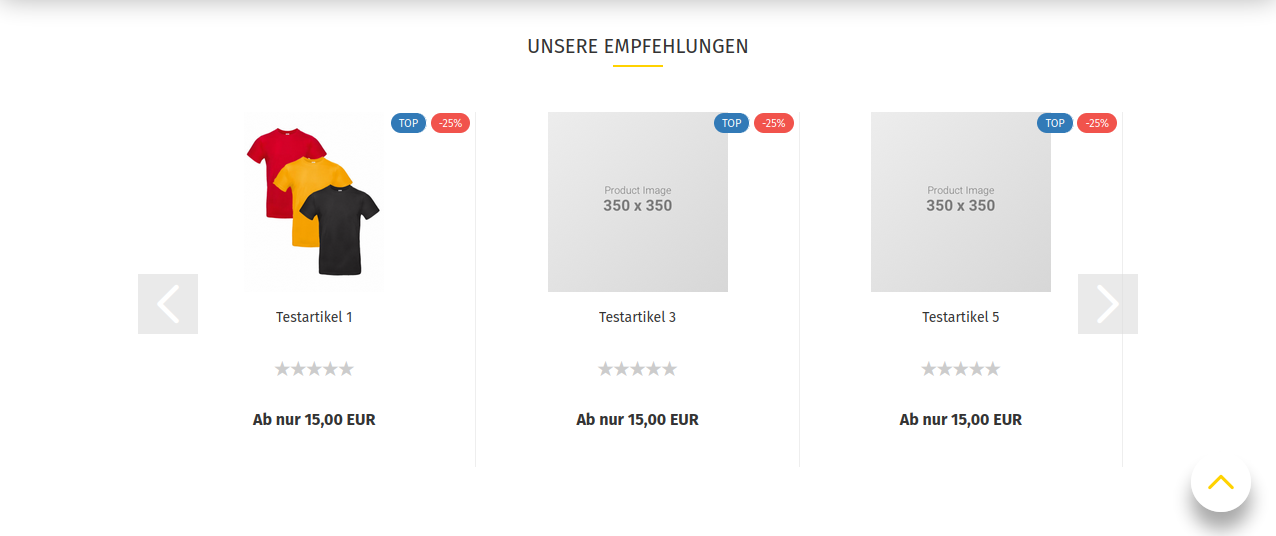 UNSERE EMPFEHLUNGEN
TOP -25%
Testartikel 1
Ab nur 15,00 EUR
TOP -25%
Product Image
350 x 350
Testartikel 3
Ab nur 15,00 EUR
TOP -25%
Product Image
350 x 350
Testartikel 5
Ab nur 15,00 EUR